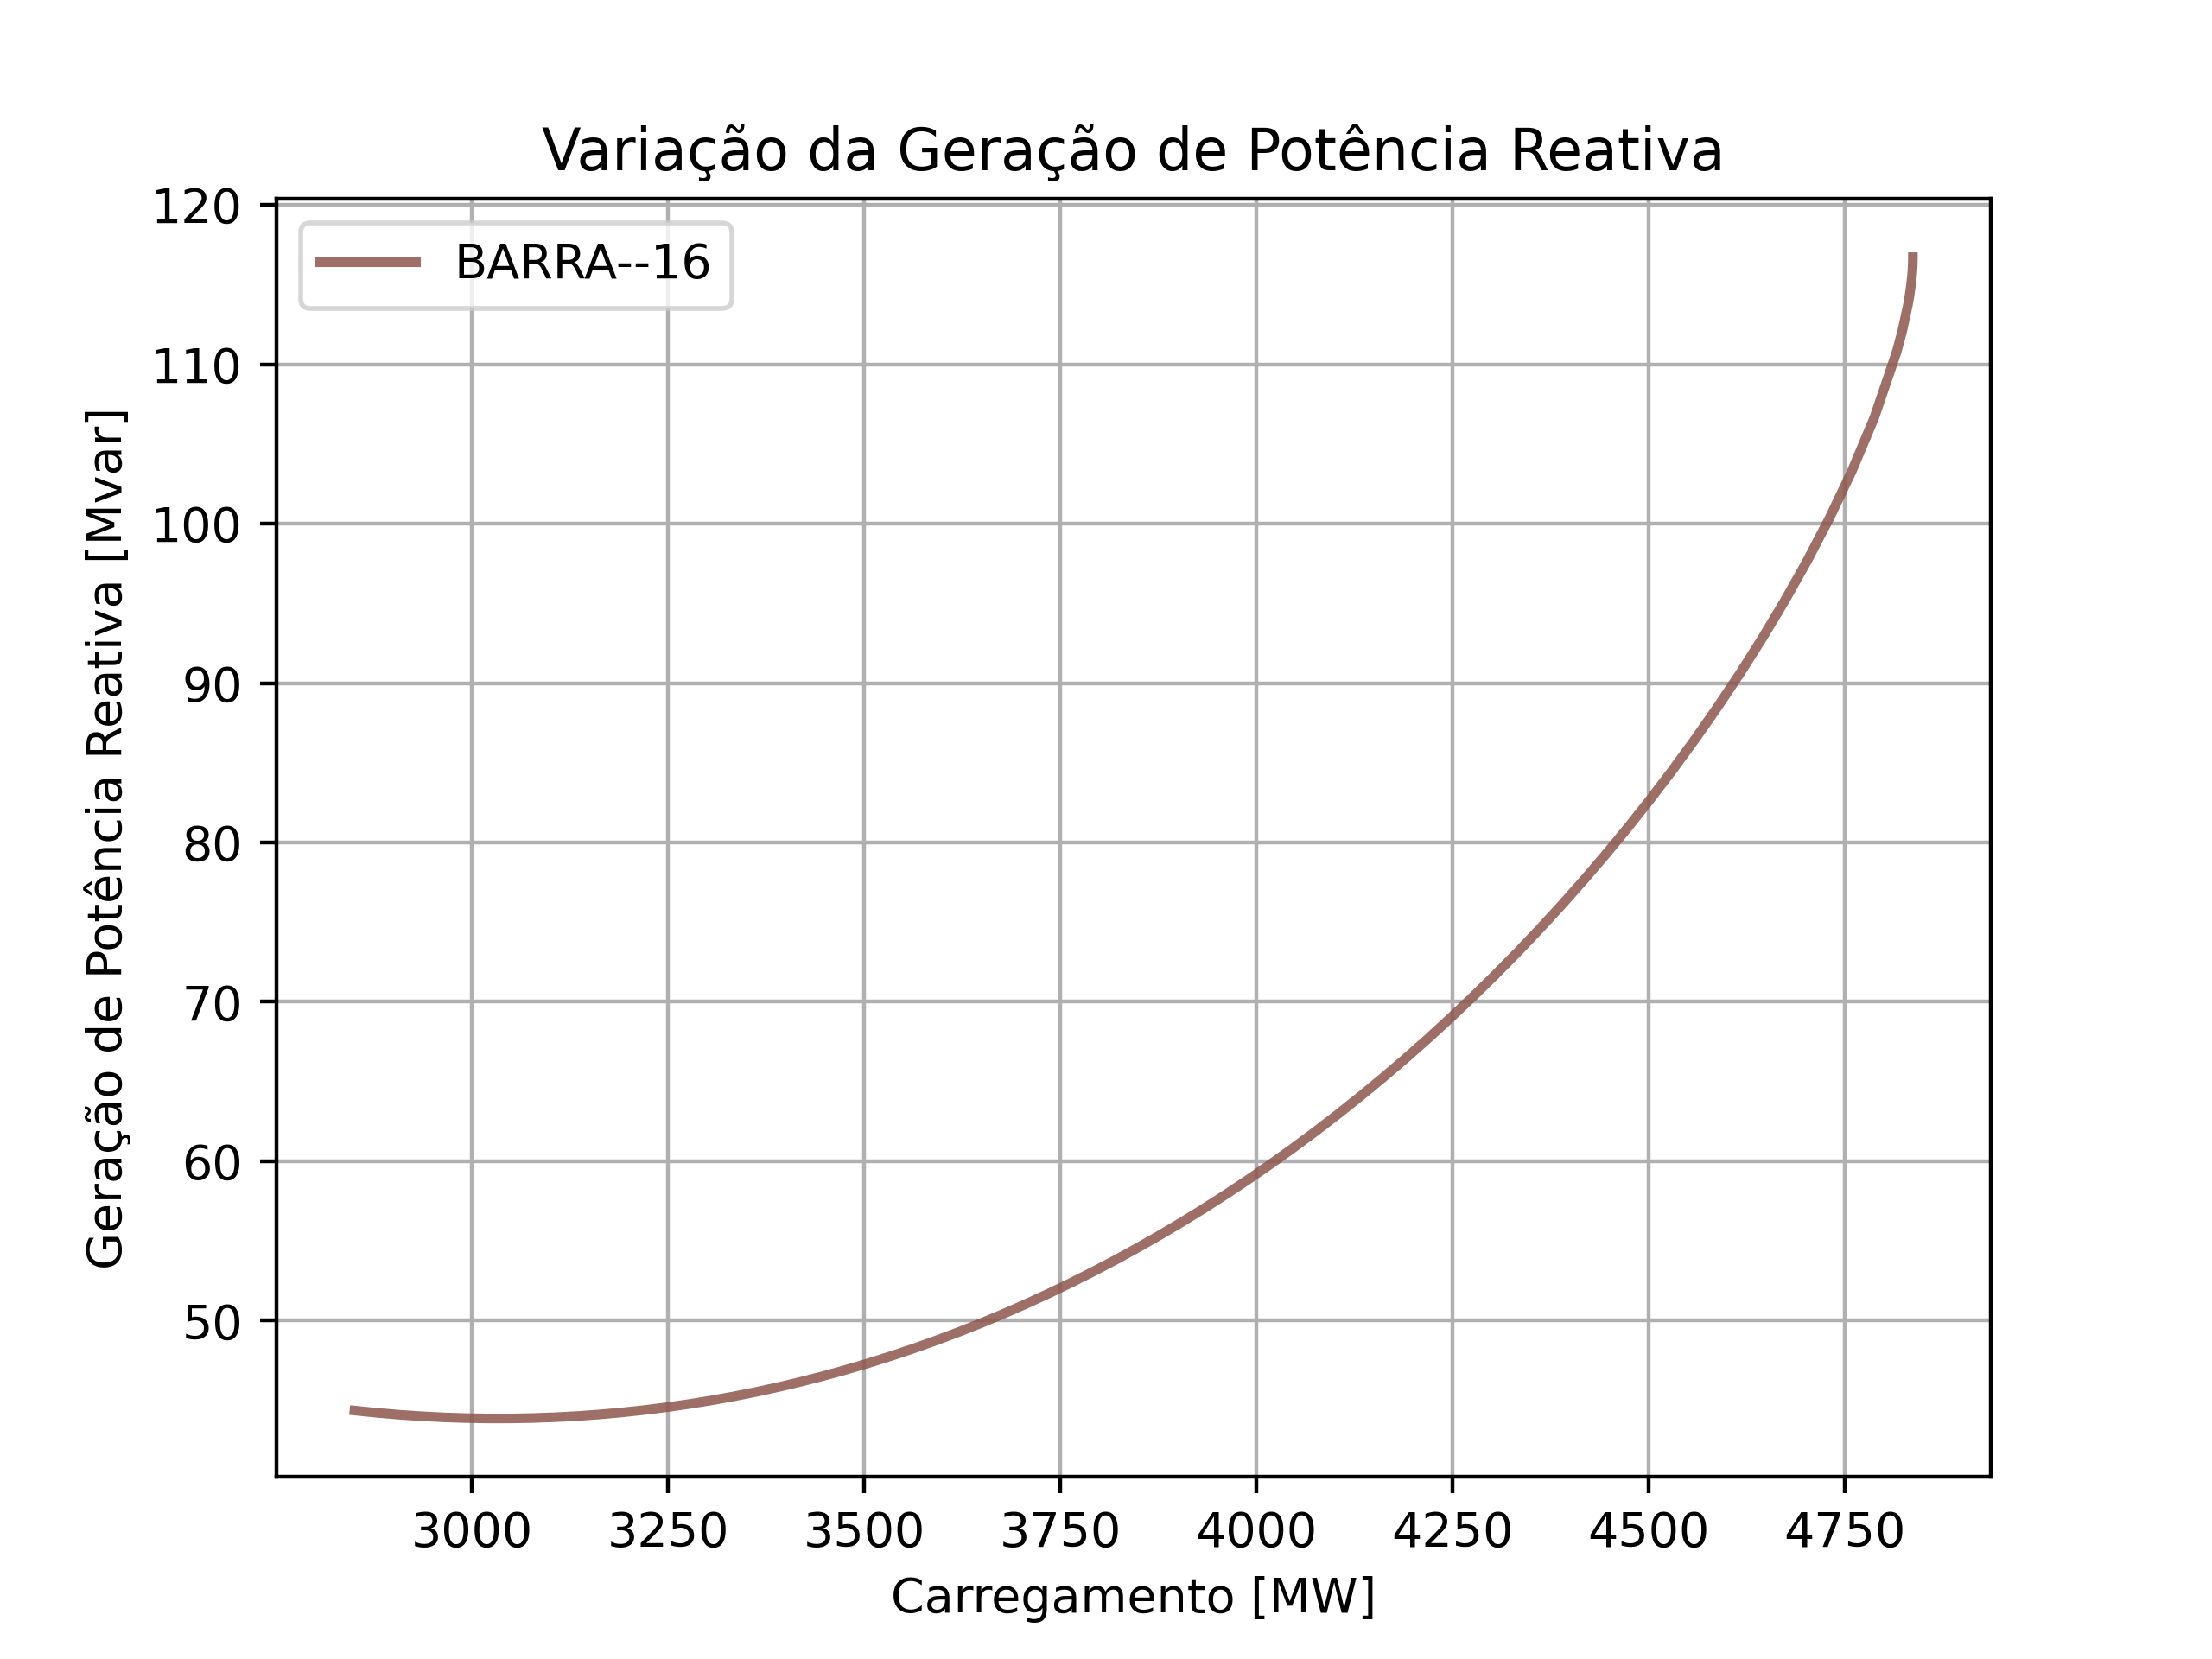 Variação da Geração de Potência Reativa
BARRA--16
Geração de Potência Reativa [Mvar]
120
110
100
90
80
70
60
50
3000 3250 3500 3750 4000 4250 4500 4750
Carregamento [MW]